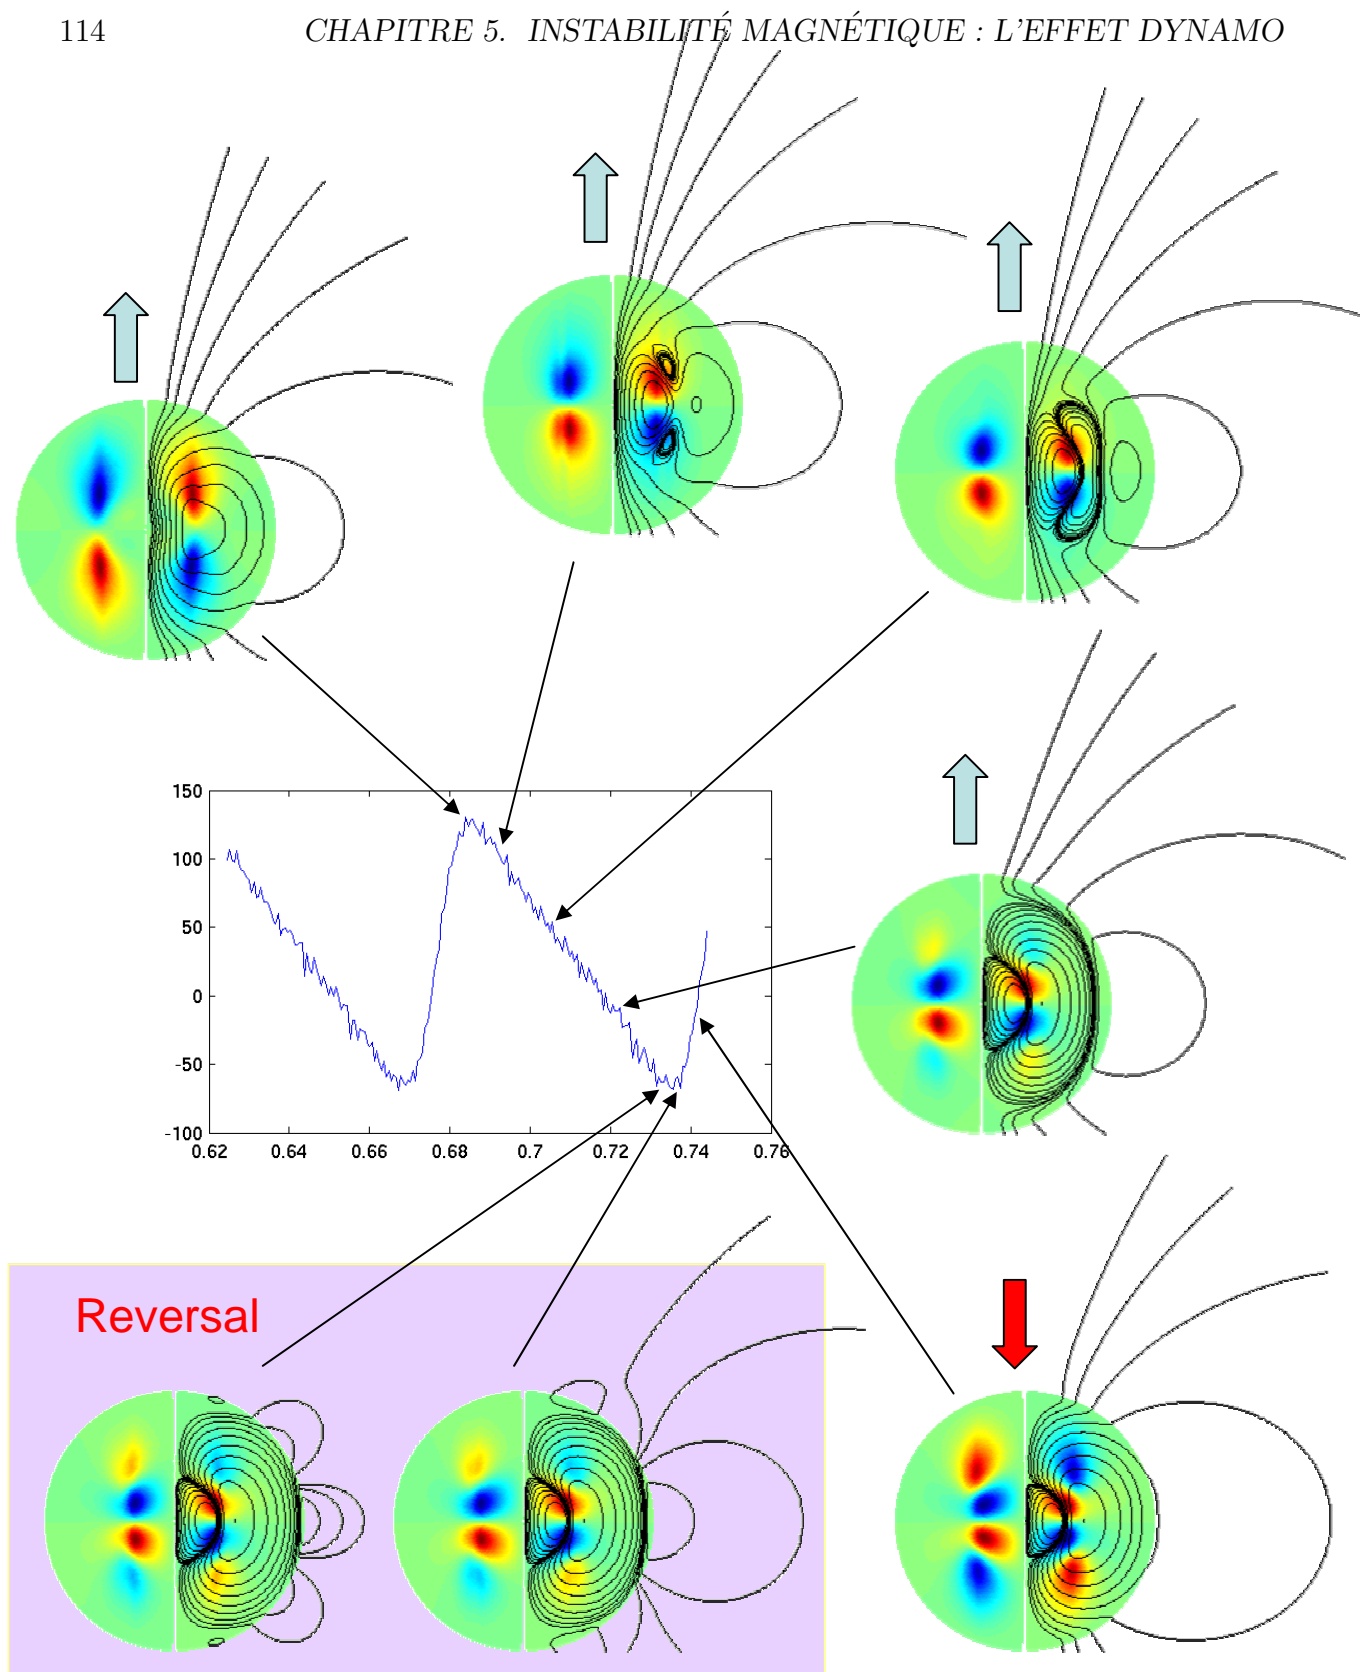 114 CHAPITRE 5. INSTABILITÉ MAGNÉTIQUE : L'EFFET DYNAMO
150
100
50
0
-50
-100
0.62 0.64 0.66 0.68 0.7 0.72 0.74 0.76
Reversal